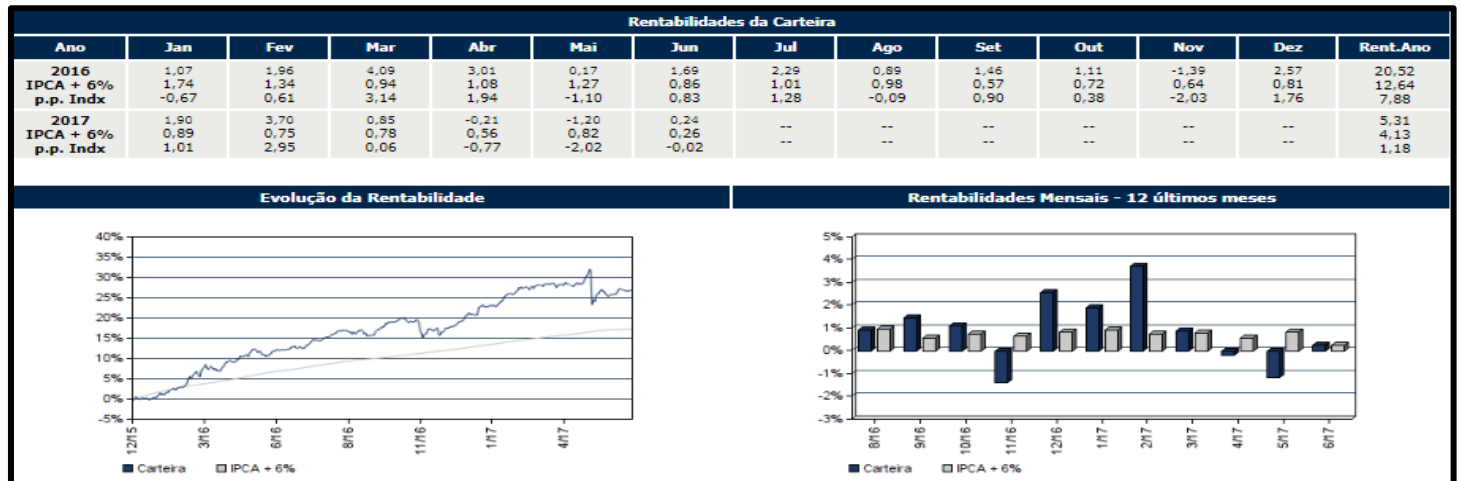 Rentabilidades da Carteira
Ano Jan Fev Mar Abr Mai Jun Jul Ago Set Out Nov Dez Rent.Ano
2016 1,07 1,96 4,09 3,01 0,17 1,69 2,29 0,89 1,46 1,11 -1,39 2,57 20,52
IPCA + 6% 1,74 1,34 0,94 1,08 1,27 0,86 1,01 0,98 0,57 0,72 0,64 0,81 12,64
p.p. Indx -0,67 0,61 3,14 1,94 -1,10 0,83 1,28 -0,09 0,90 0,38 -2,03 1,76 7,88
2017 1,90 3,70 0,85 -0,21 -1,20 0,24 5,31
IPCA + 6% 0,89 0,75 0,78 0,56 0,82 0,26 -- -- -- -- -- -- 4,13
p.p. Indx 1,01 2,95 0,06 -0,77 -2,02 -0,02 1,18
Evolução da Rentabilidade
40%
35%
30%
25%
20%
15%
10%
5%
0%
-5%
12/15 3/16 6/16 8/16 11/16 1/17 4/17
Carteira IPCA + 6%
Rentabilidades Mensais - 12 últimos meses
5%
4%
3%
2%
1%
0%
-1%
-2%
-3%
8/16 9/16 10/16 11/16 12/16 1/17 2/17 3/17 4/17 5/17 6/17
Carteira IPCA + 6%